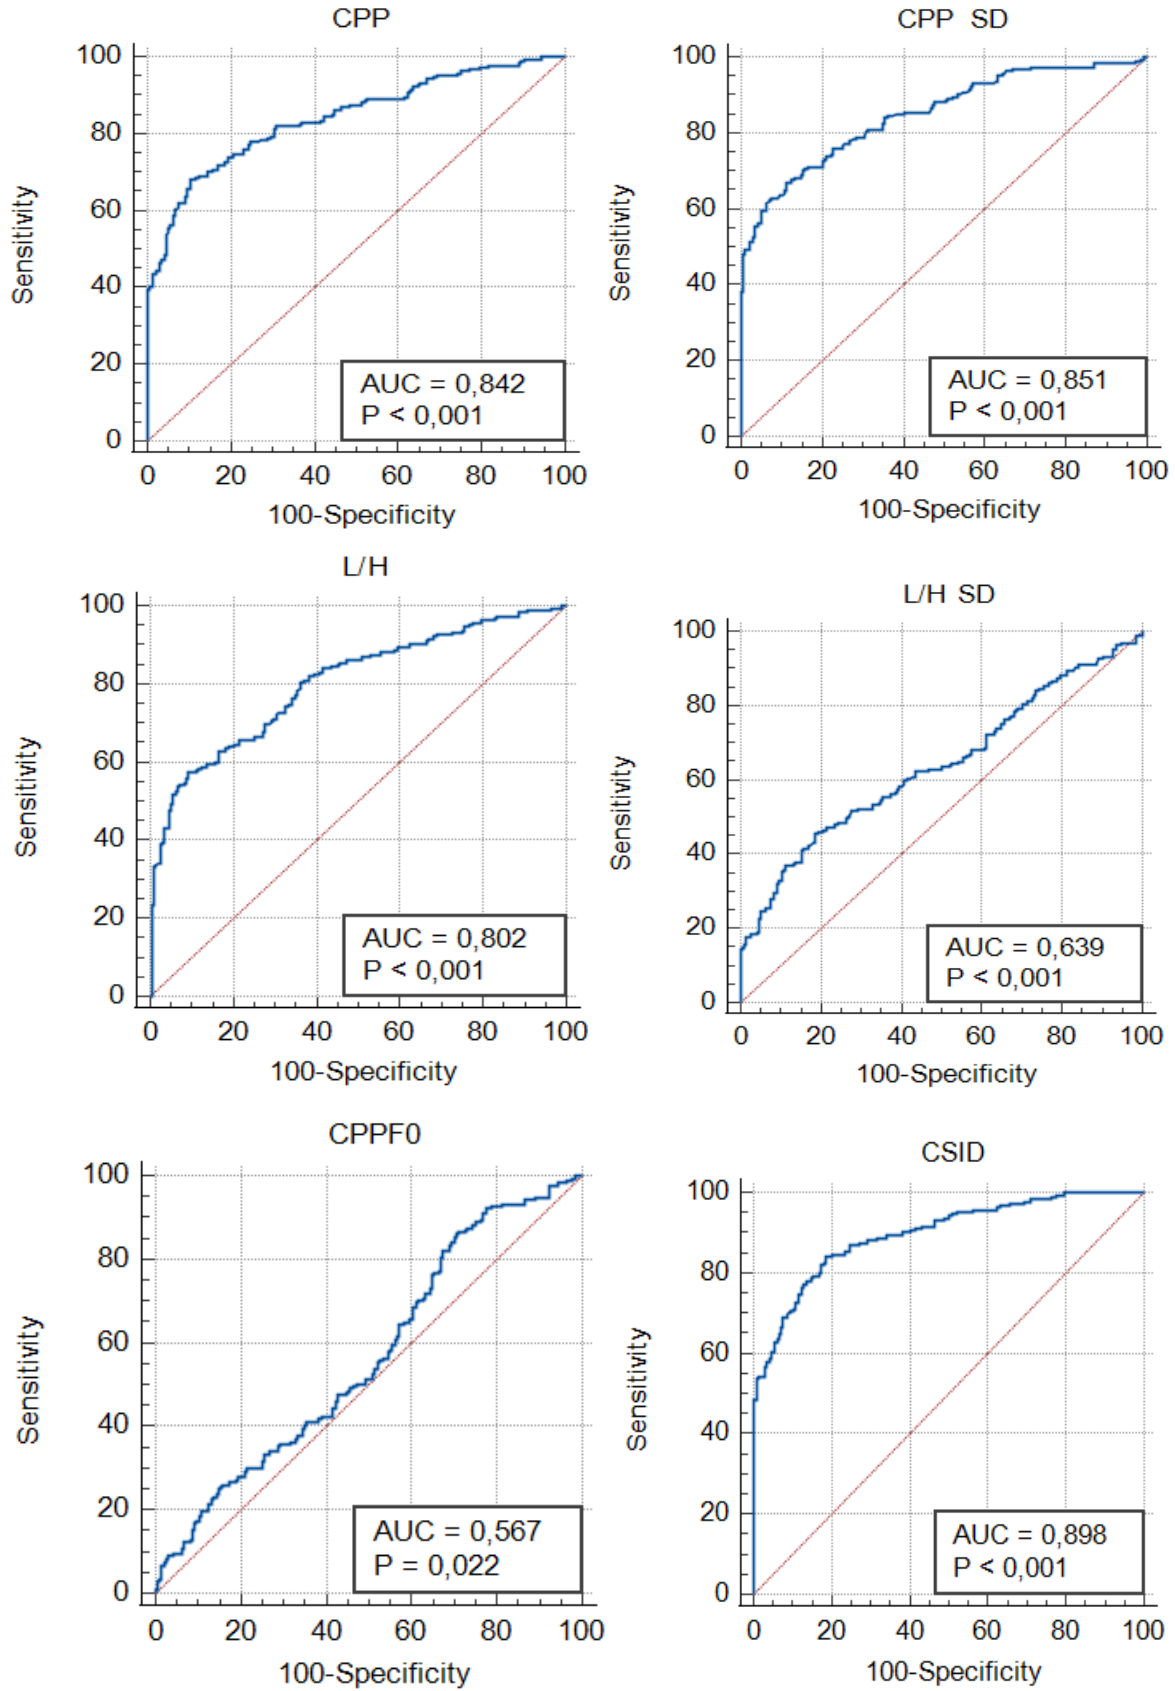 CPP
100
80
60
40
20
0
Sensitivity
AUC = 0,842
P < 0,001
0 20 40 60 80 100
100-Specificity
CPP SD
100
80
60
40
20
0
Sensitivity
AUC = 0,851
P < 0,001
0 20 40 60 80 100
100-Specificity
L/H
100
80
60
40
20
0
Sensitivity
AUC = 0,802
P < 0,001
0 20 40 60 80 100
100-Specificity
L/H SD
100
80
60
40
20
0
Sensitivity
AUC = 0,639
P < 0,001
0 20 40 60 80 100
100-Specificity
CPPF0
100
80
60
40
20
0
Sensitivity
AUC = 0,567
P = 0,022
0 20 40 60 80 100
100-Specificity
CSID
100
80
60
40
20
0
Sensitivity
AUC = 0,898
P < 0,001
0 20 40 60 80 100
100-Specificity